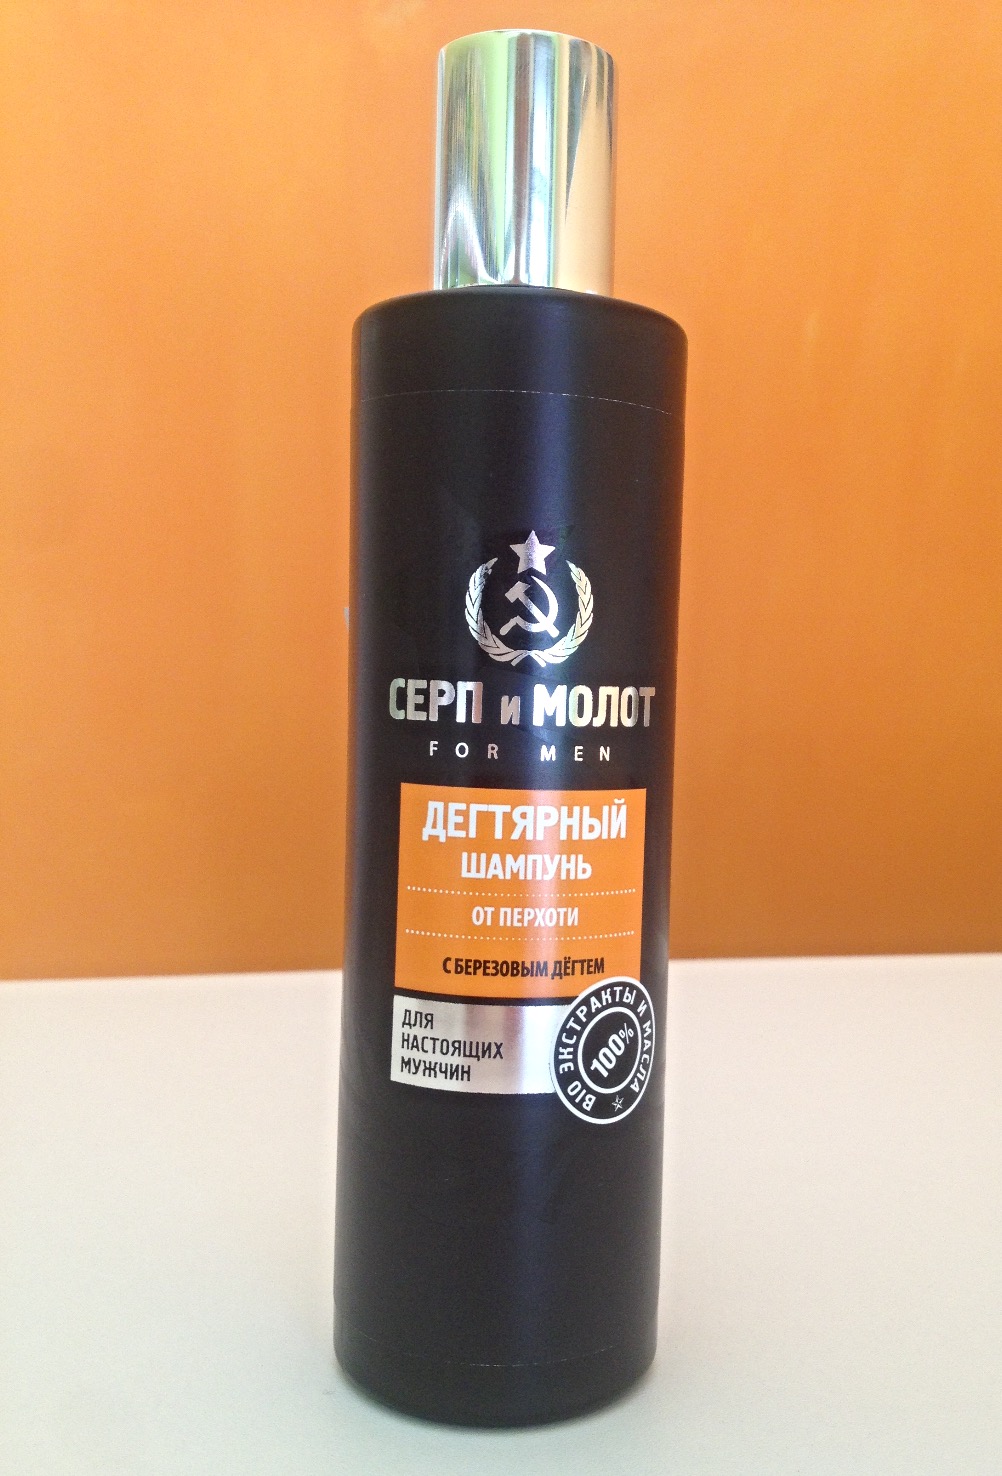 СЕРП и МОЛОТ
FOR MEN
ДЕГТЯРНЫЙ
ШАМПУНЬ
ОТ ПЕРХОТИ
С БЕРЕЗОВЫМ ДЁГТЕМ
ДЛЯ
НАСТОЯЩИХ
МУЖЧИН
BIO ЭКСТРАКТЫ И МАСЛА
100%